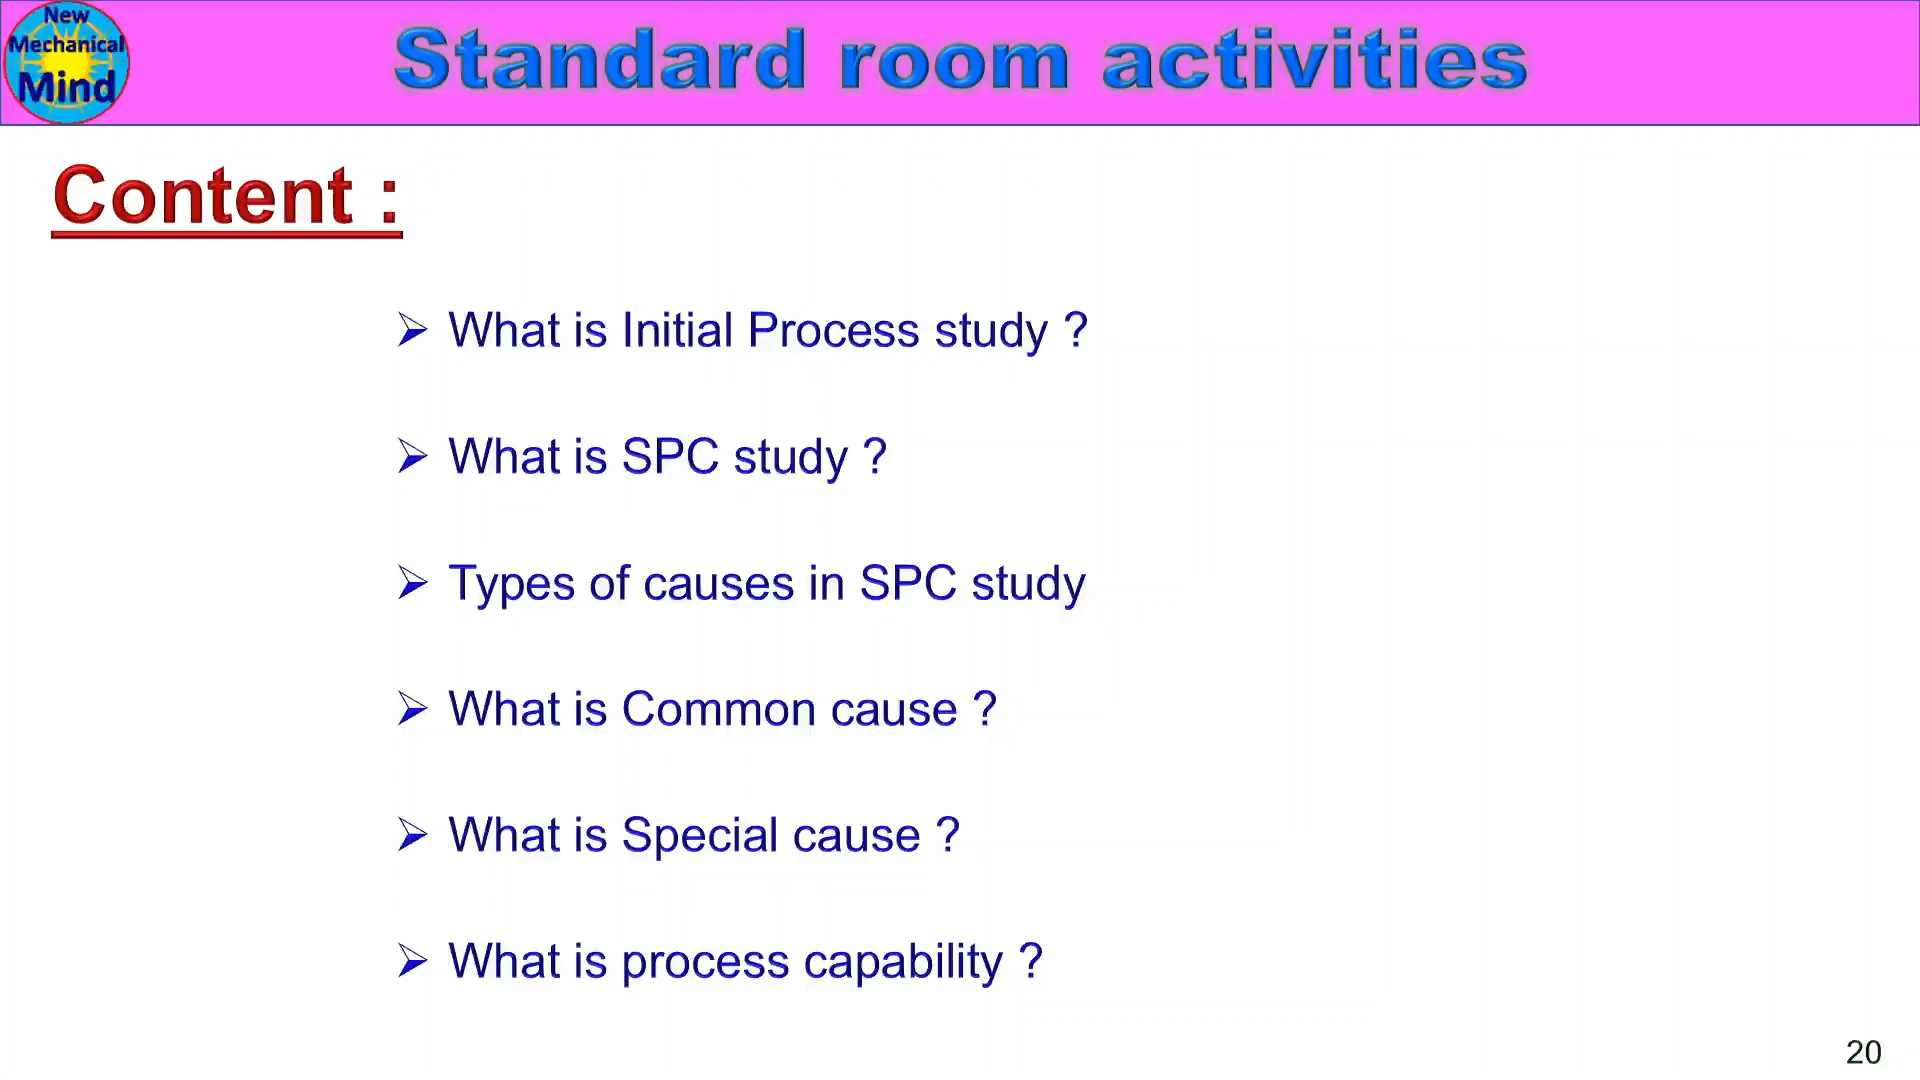 New
Mechanical
Mind
Standard room activities
Content :
➢ What is Initial Process study ?
➢ What is SPC study ?
➢ Types of causes in SPC study
➢ What is Common cause ?
➢ What is Special cause ?
➢ What is process capability ?
20